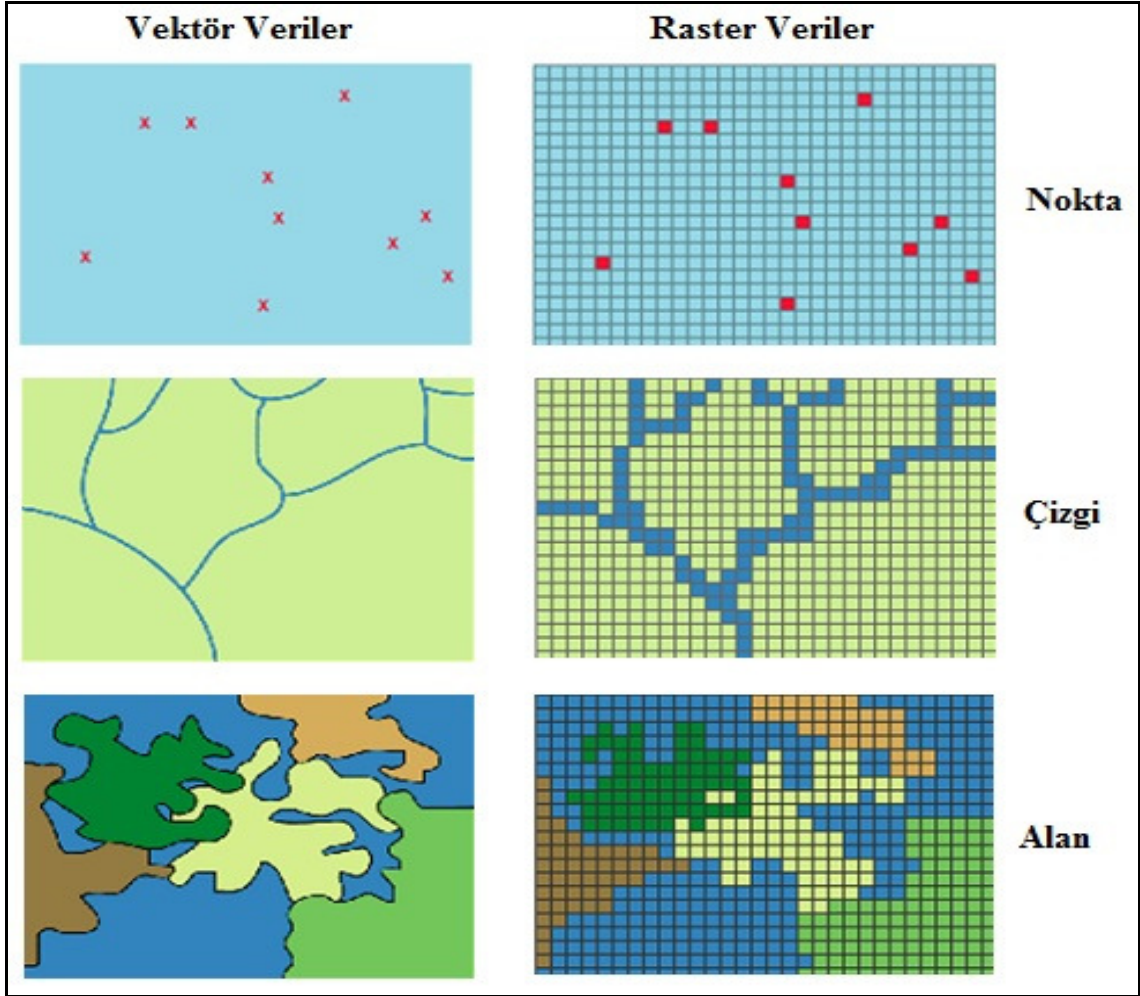 Vektör Veriler
Raster Veriler
Nokta
Çizgi
Alan